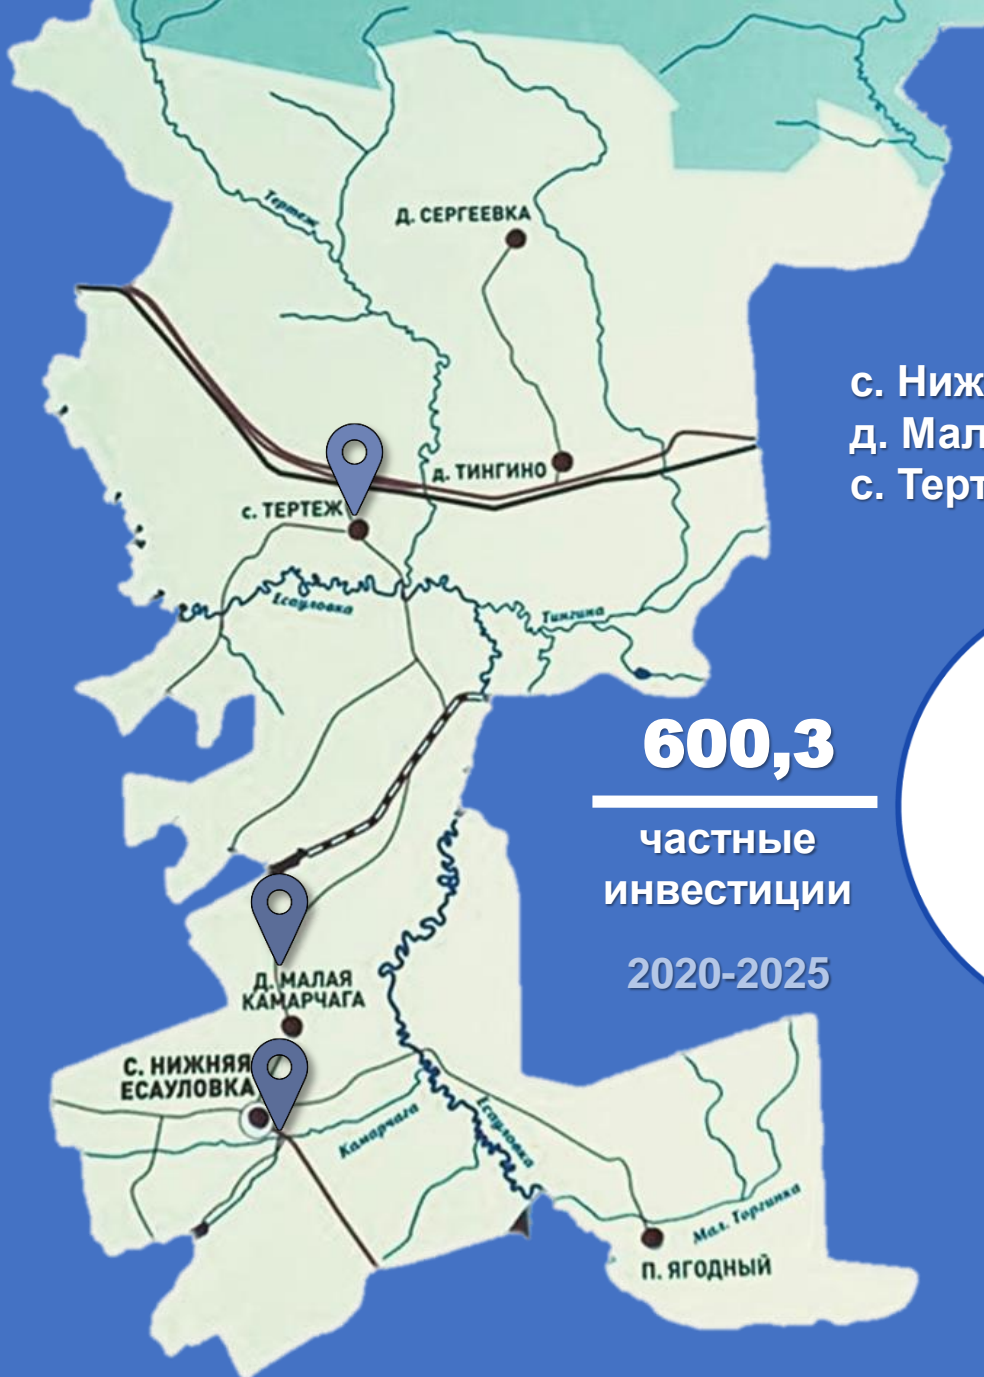 Тертеж
Д. СЕРГЕЕВКА
с. Ниж
д. Мал
с. Терт
д. ТИНГИНО
с. ТЕРТЕЖ
Есауловка
Тингина
600,3
частные
инвестиции
2020-2025
Д. МАЛАЯ
КАМАРЧАГА
С. НИЖНЯЯ
ЕСАУЛОВКА
Камарчага
Есауловка
Мал. Торгинка
П. ЯГОДНЫЙ